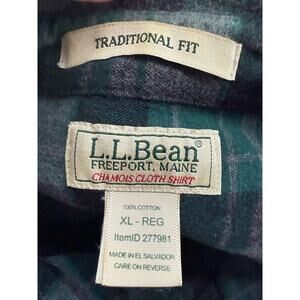 TRADITIONAL FIT
L.L.Bean®
FREEPORT, MAINE
CHAMOIS CLOTH SHIRT
100% COTTON
XL - REG
ItemID 277981
MADE IN EL SALVADOR
CARE ON REVERSE